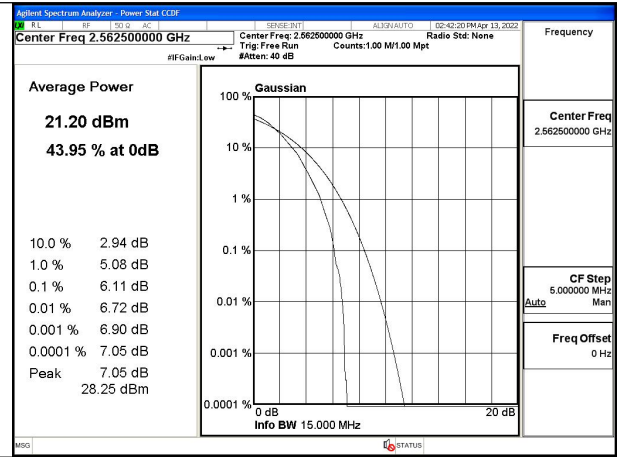 Agilent Spectrum Analyzer - Power Stat CCDF
RL RF 50 Ω AC SENSE:INT ALIGN AUTO 02:42:20 PM Apr 13, 2022
Center Freq 2.562500000 GHz
Center Freq: 2.562500000 GHz Radio Std: None
Trig: Free Run Counts:1.00 M/1.00 Mpt
#IFGain:Low #Atten: 40 dB
Frequency
Average Power
21.20 dBm
43.95 % at 0dB
10.0 % 2.94 dB
1.0 % 5.08 dB
0.1 % 6.11 dB
0.01 % 6.72 dB
0.001 % 6.90 dB
0.0001 % 7.05 dB
Peak 7.05 dB
28.25 dBm
Gaussian
100 %
10 %
1 %
0.1 %
0.01 %
0.001 %
0.0001 %
0 dB 20 dB
Info BW 15.000 MHz
Center Freq
2.562500000 GHz
CF Step
5.000000 MHz
Auto Man
Freq Offset
0 Hz
MSG STATUS